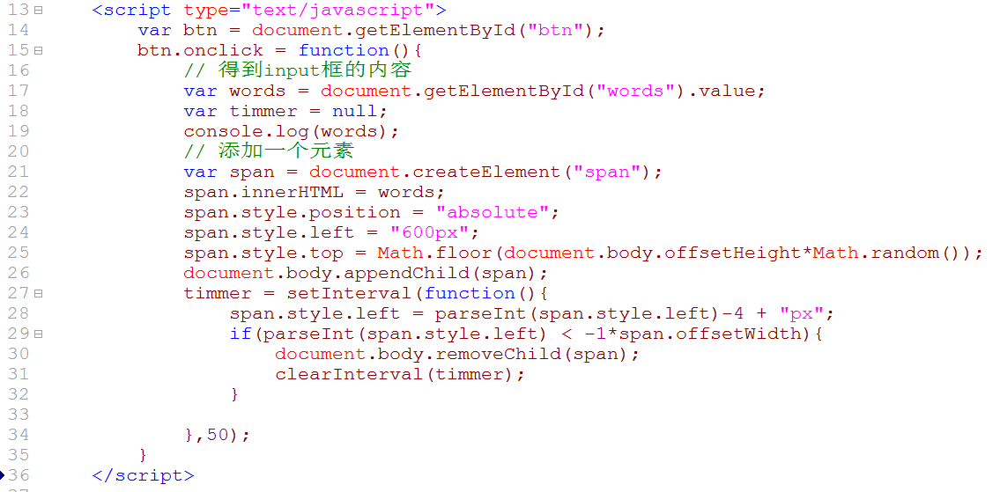 13 <script type="text/javascript">
14 var btn = document.getElementById("btn");
15 btn.onclick = function(){
16 // 得到input框的内容
17 var words = document.getElementById("words").value;
18 var timmer = null;
19 console.log(words);
20 // 添加一个元素
21 var span = document.createElement("span");
22 span.innerHTML = words;
23 span.style.position = "absolute";
24 span.style.left = "600px";
25 span.style.top = Math.floor(document.body.offsetHeight*Math.random());
26 document.body.appendChild(span);
27 timmer = setInterval(function(){
28 span.style.left = parseInt(span.style.left)-4 + "px";
29 if(parseInt(span.style.left) < -1*span.offsetWidth){
30 document.body.removeChild(span);
31 clearInterval(timmer);
32 }
33
34 },50);
35 }
36 </script>